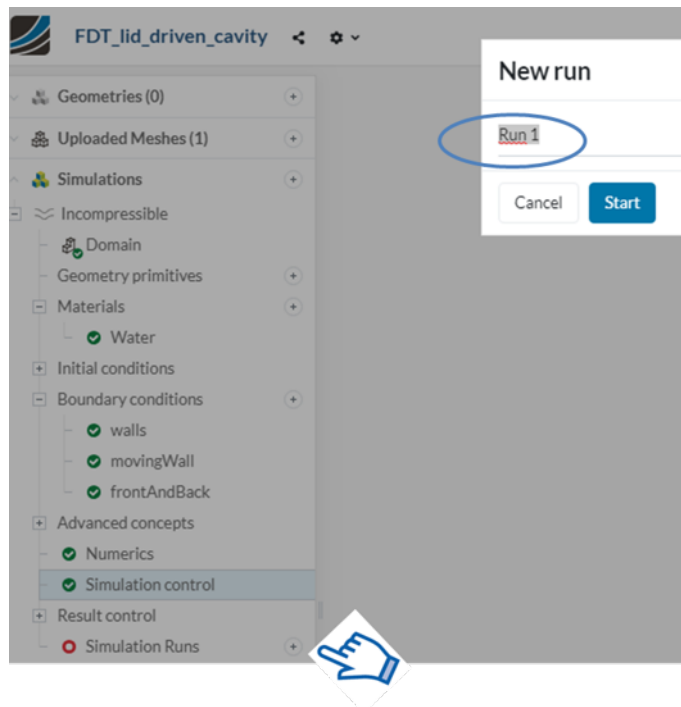 FDT_lid_driven_cavity
New run
Geometries (0)
Run 1
Uploaded Meshes (1)
Simulations
Cancel Start
Incompressible
Domain
Geometry primitives
Materials
Water
Initial conditions
Boundary conditions
walls
movingWall
frontAndBack
Advanced concepts
Numerics
Simulation control
Result control
Simulation Runs